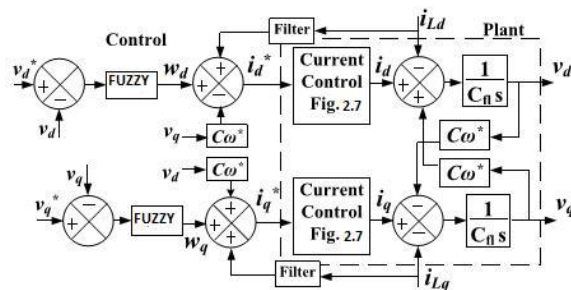 Filter
i_Ld
Control
Plant
v_d*
FUZZY
w_d
i_d*
Current
Control
Fig. 2.7
i_d
1
C_fl s
v_d
v_d
v_q
Cω*
Cω*
v_q
v_d
Cω*
Cω*
v_q*
FUZZY
w_q
i_q*
Current
Control
Fig. 2.7
i_q
1
C_fl s
v_q
Filter
i_Lq